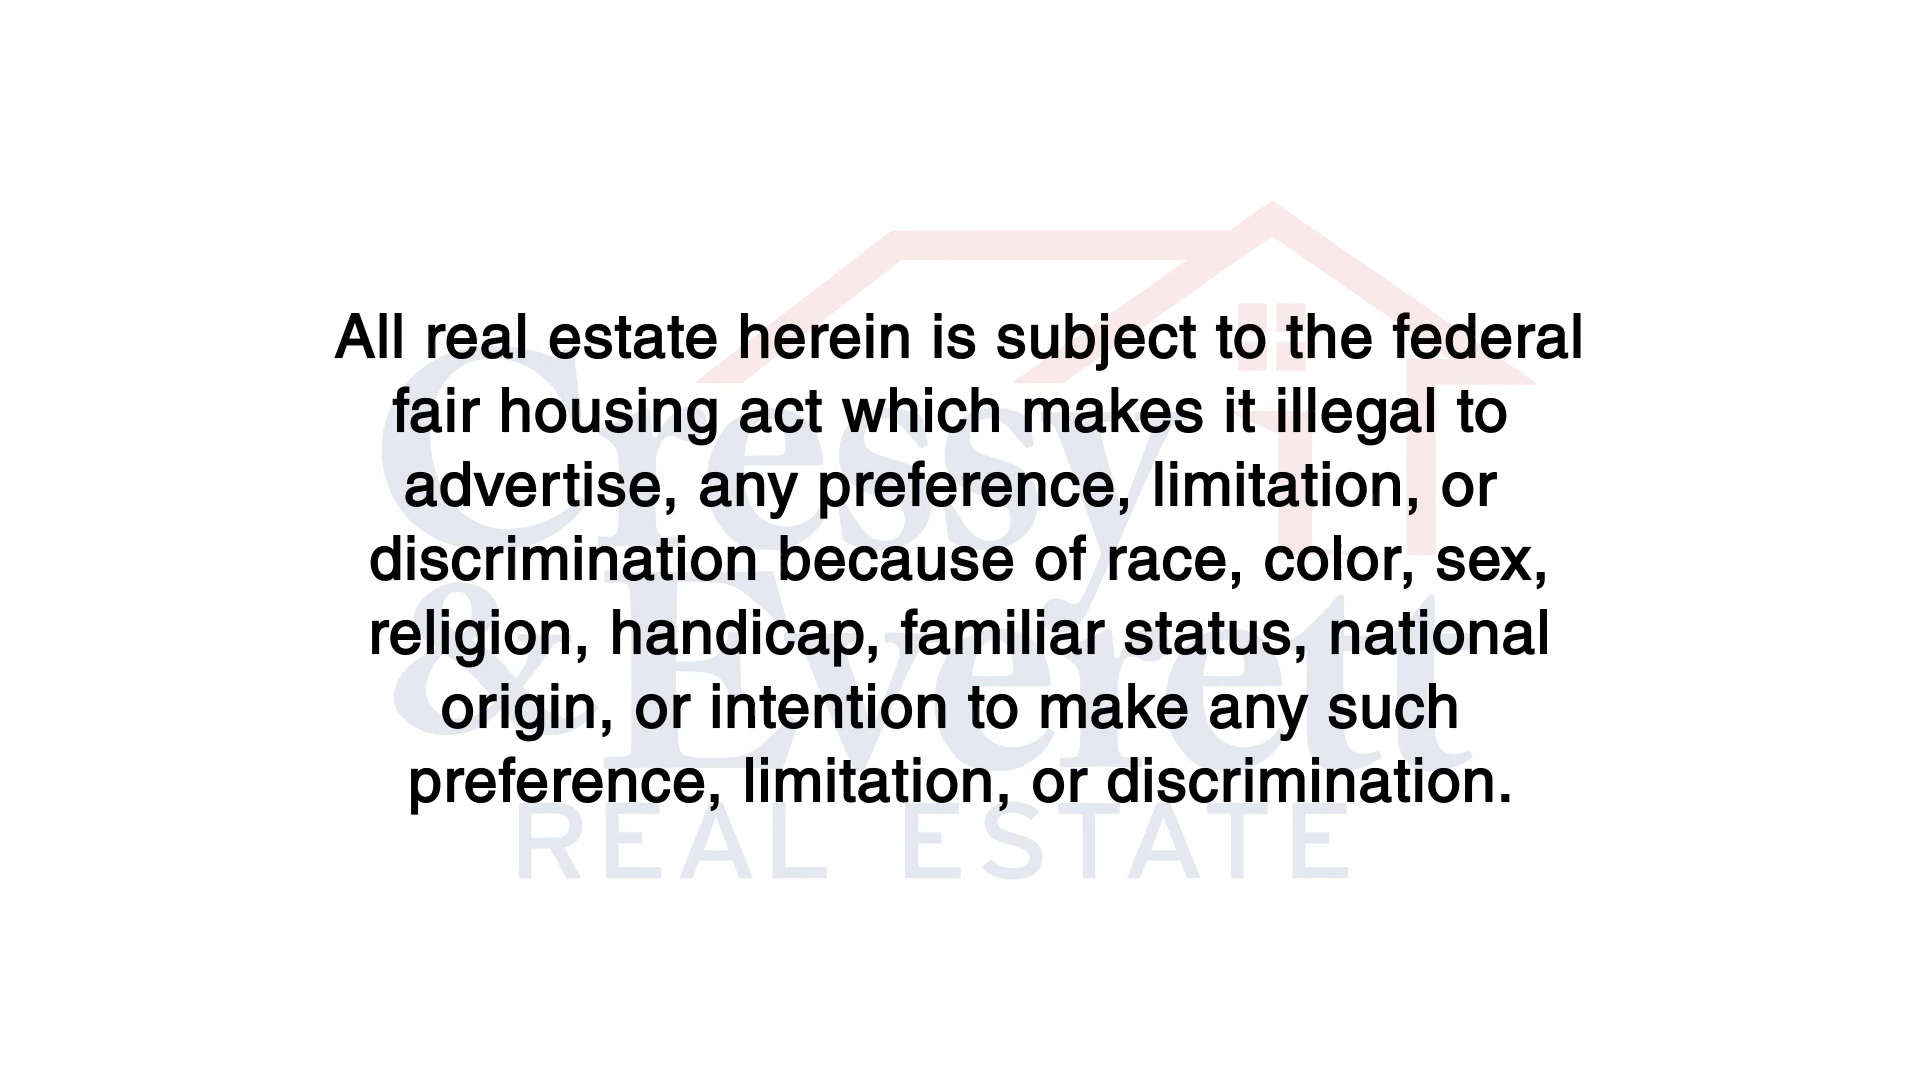 All real estate herein is subject to the federal
fair housing act which makes it illegal to
advertise, any preference, limitation, or
discrimination because of race, color, sex,
religion, handicap, familiar status, national
origin, or intention to make any such
preference, limitation, or discrimination.
Cressy
& Everett
REAL ESTATE